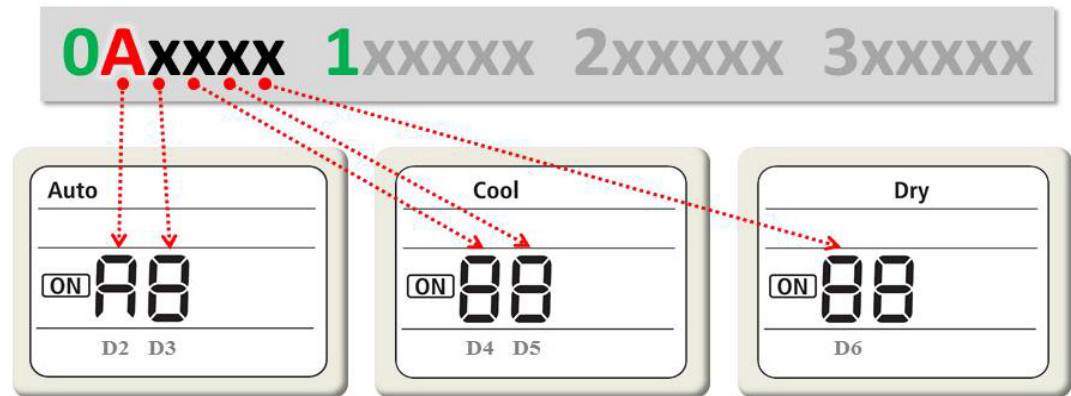 0Axxxx 1xxxxx 2xxxxx 3xxxxx
Auto
ON A8
D2 D3
Cool
ON 88
D4 D5
Dry
ON 88
D6